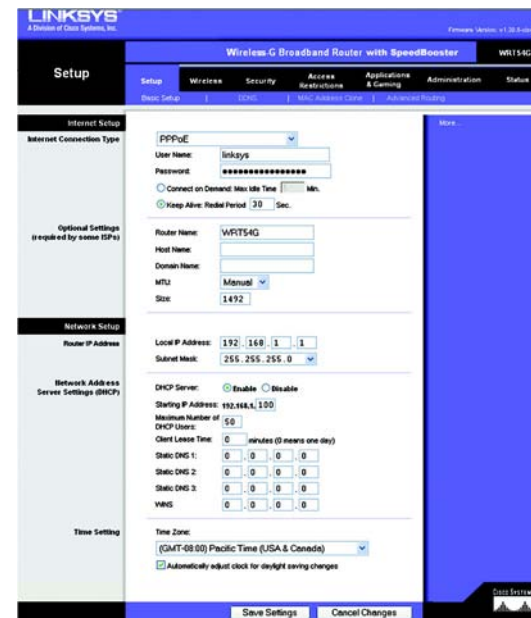 LINKSYS®
A Division of Cisco Systems, Inc.
Firmware Version: v1.30.0
Wireless-G Broadband Router with SpeedBooster WRT54G
Setup
Setup Wireless Security Access Restrictions Applications & Gaming Administration Status
Basic Setup | DDNS | MAC Address Clone | Advanced Routing
Internet Setup
More...
Internet Connection Type
PPPoE
User Name: linksys
Password:
Connect on Demand: Max Idle Time Min.
Keep Alive: Redial Period 30 Sec.
Optional Settings
(required by some ISPs)
Router Name: WRT54G
Host Name:
Domain Name:
MTU: Manual
Size: 1492
Network Setup
Router IP Address
Local IP Address: 192 . 168 . 1 . 1
Subnet Mask: 255.255.255.0
Network Address
Server Settings (DHCP)
DHCP Server: Enable Disable
Starting IP Address: 192.168.1. 100
Maximum Number of
DHCP Users: 50
Client Lease Time: 0 minutes (0 means one day)
Static DNS 1: 0 . 0 . 0 . 0
Static DNS 2: 0 . 0 . 0 . 0
Static DNS 3: 0 . 0 . 0 . 0
WINS 0 . 0 . 0 . 0
Time Setting
Time Zone:
(GMT-08:00) Pacific Time (USA & Canada)
Automatically adjust clock for daylight saving changes
Save Settings Cancel Changes
Cisco Systems